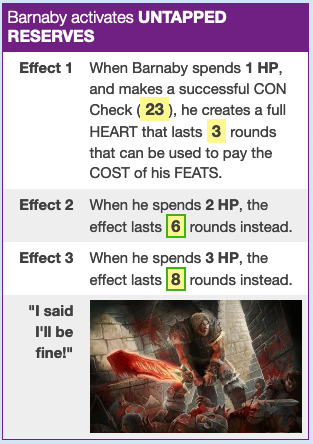 Barnaby activates UNTAPPED
RESERVES
Effect 1 When Barnaby spends 1 HP,
and makes a successful CON
Check ( 23 ), he creates a full
HEART that lasts 3 rounds
that can be used to pay the
COST of his FEATS.
Effect 2 When he spends 2 HP, the
effect lasts 6 rounds instead.
Effect 3 When he spends 3 HP, the
effect lasts 8 rounds instead.
"I said
I'll be
fine!"